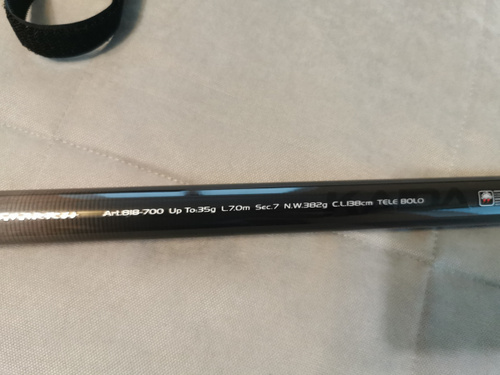 Art.818-700 Up To:35g L.7.0m Sec.7 N.W.382g C.L.138cm TELE BOLO